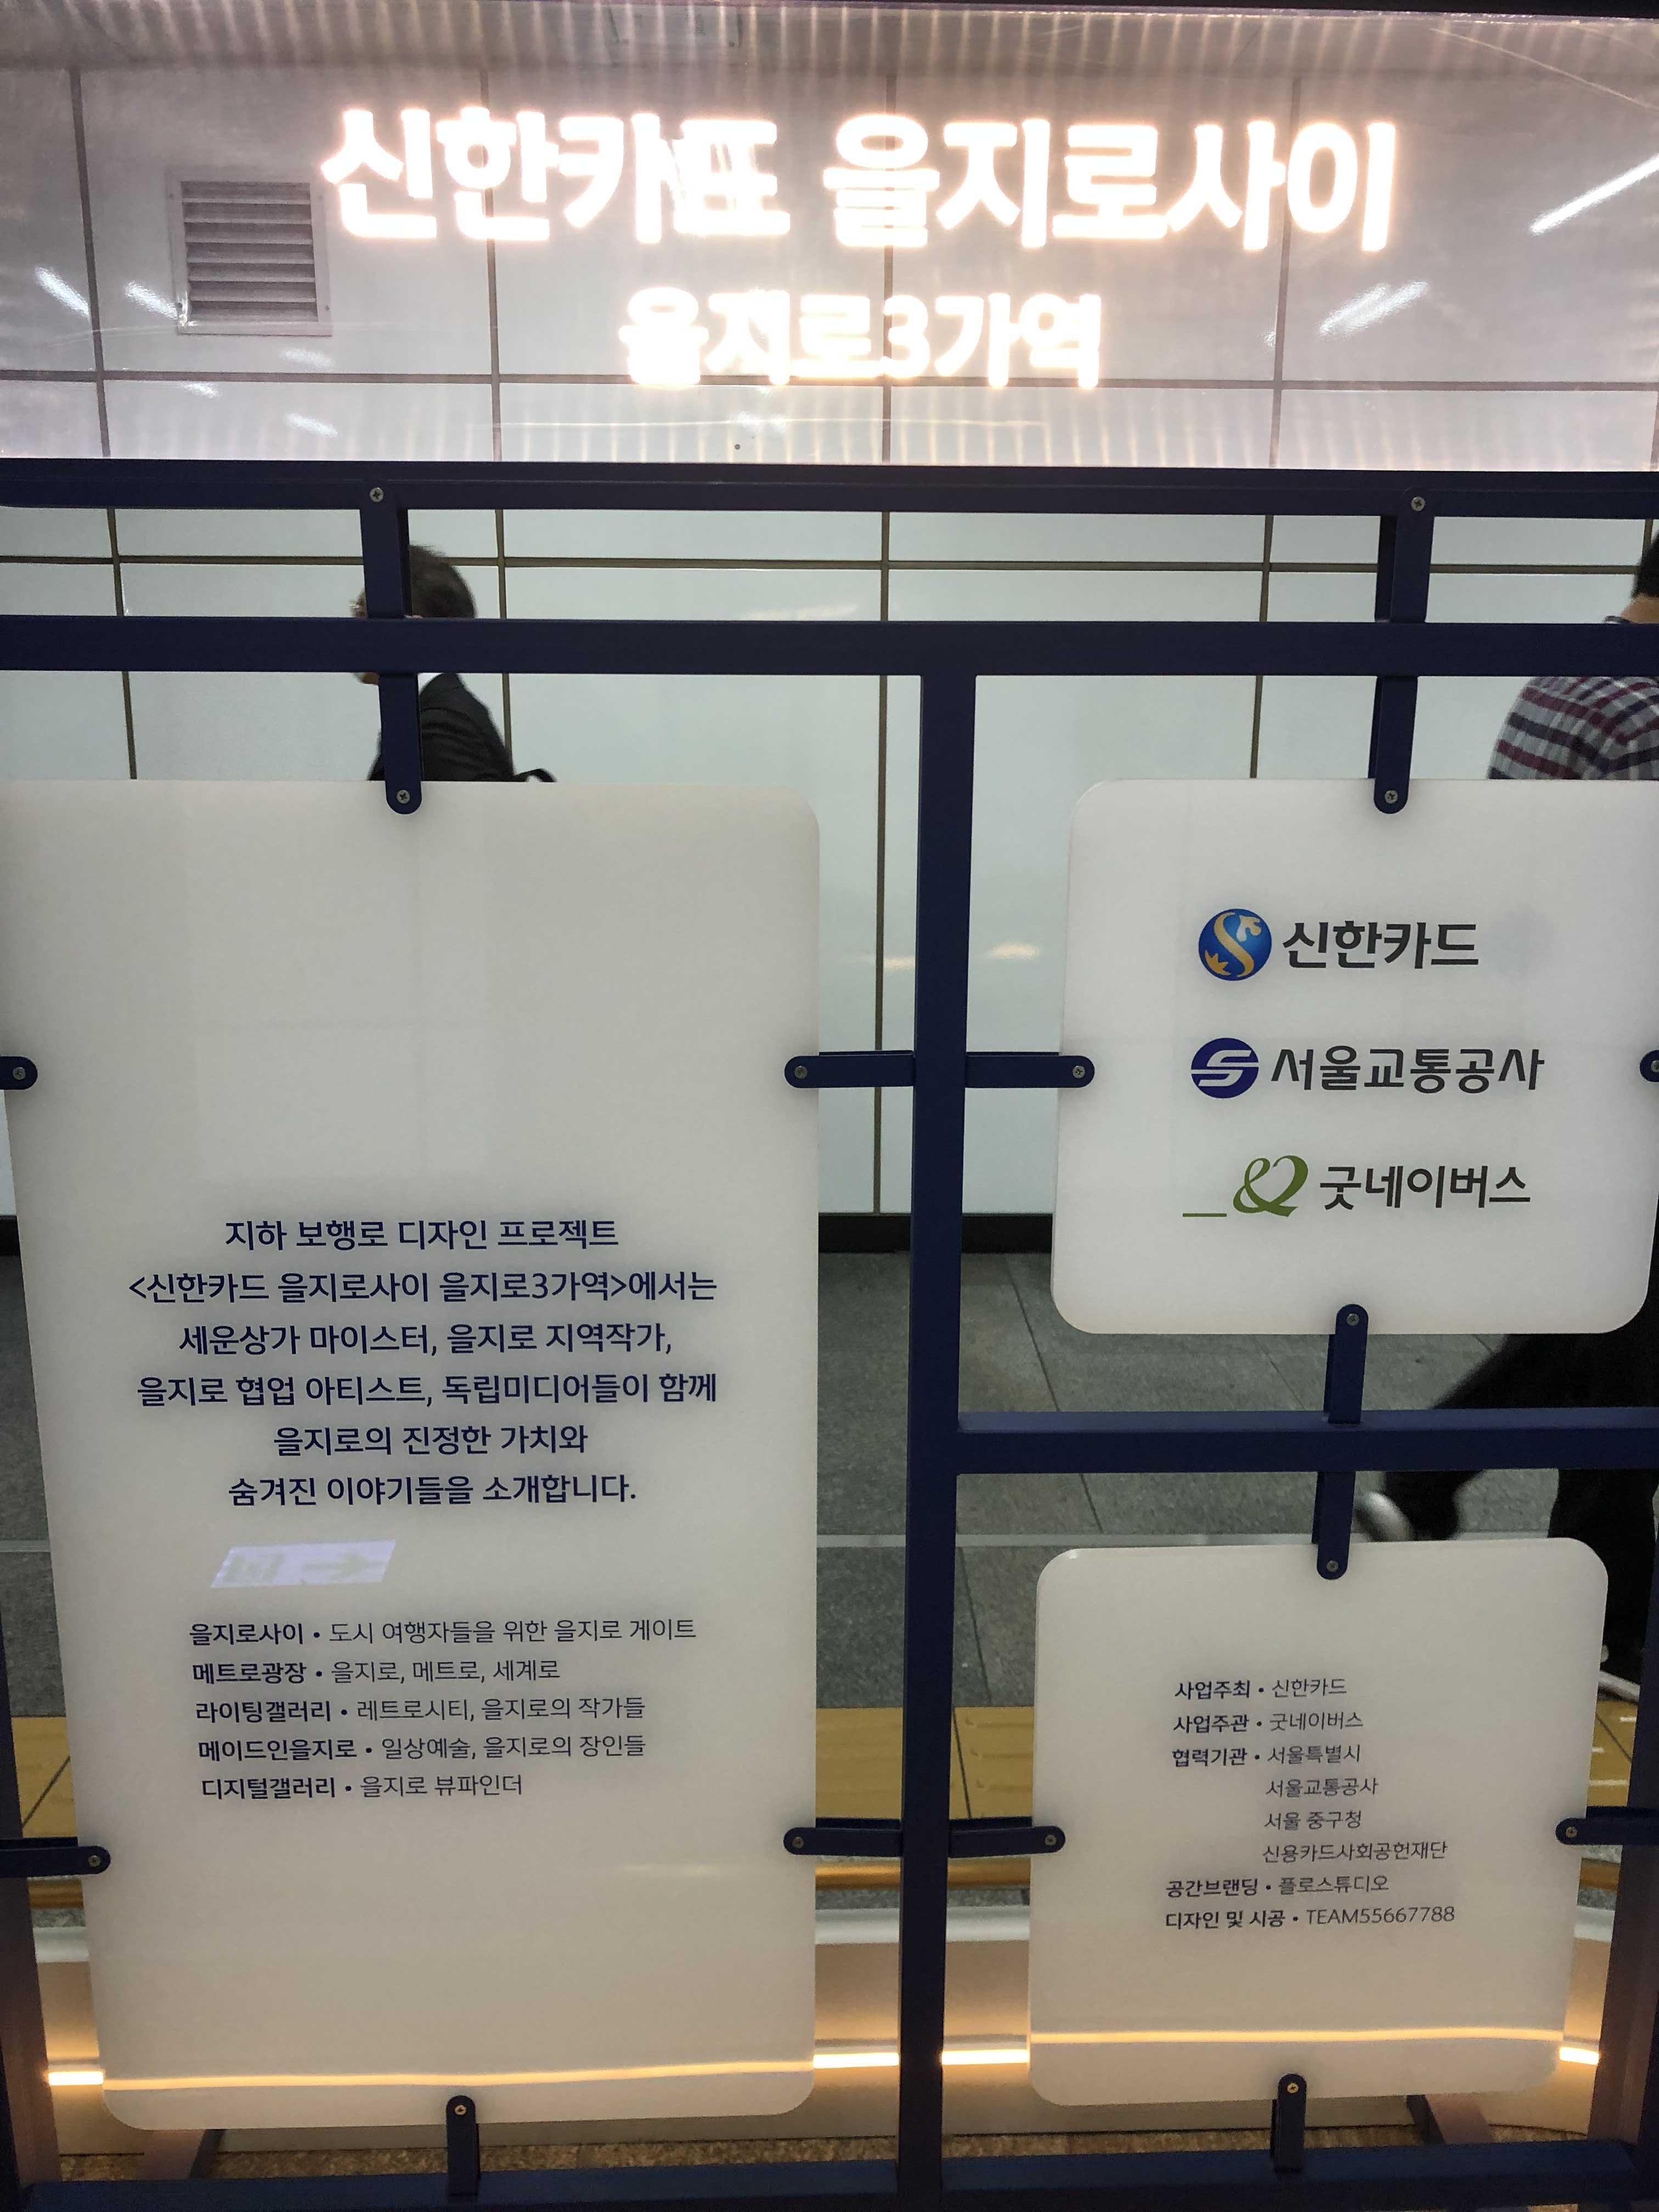 신한카드 을지로사이
을지로3가역
지하 보행로 디자인 프로젝트
<신한카드 을지로사이 을지로3가역>에서는
세운상가 마이스터, 을지로 지역작가,
을지로 협업 아티스트, 독립미디어들이 함께
을지로의 진정한 가치와
숨겨진 이야기들을 소개합니다.
을지로사이 • 도시 여행자들을 위한 을지로 게이트
메트로광장 • 을지로, 메트로, 세계로
라이팅갤러리 • 레트로시티, 을지로의 작가들
메이드인을지로 • 일상예술, 을지로의 장인들
디지털갤러리 • 을지로 뷰파인더
신한카드
서울교통공사
굿네이버스
사업주최 • 신한카드
사업주관 • 굿네이버스
협력기관 • 서울특별시
서울교통공사
서울 중구청
신용카드사회공헌재단
공간브랜딩 • 플로스튜디오
디자인 및 시공 • TEAM55667788